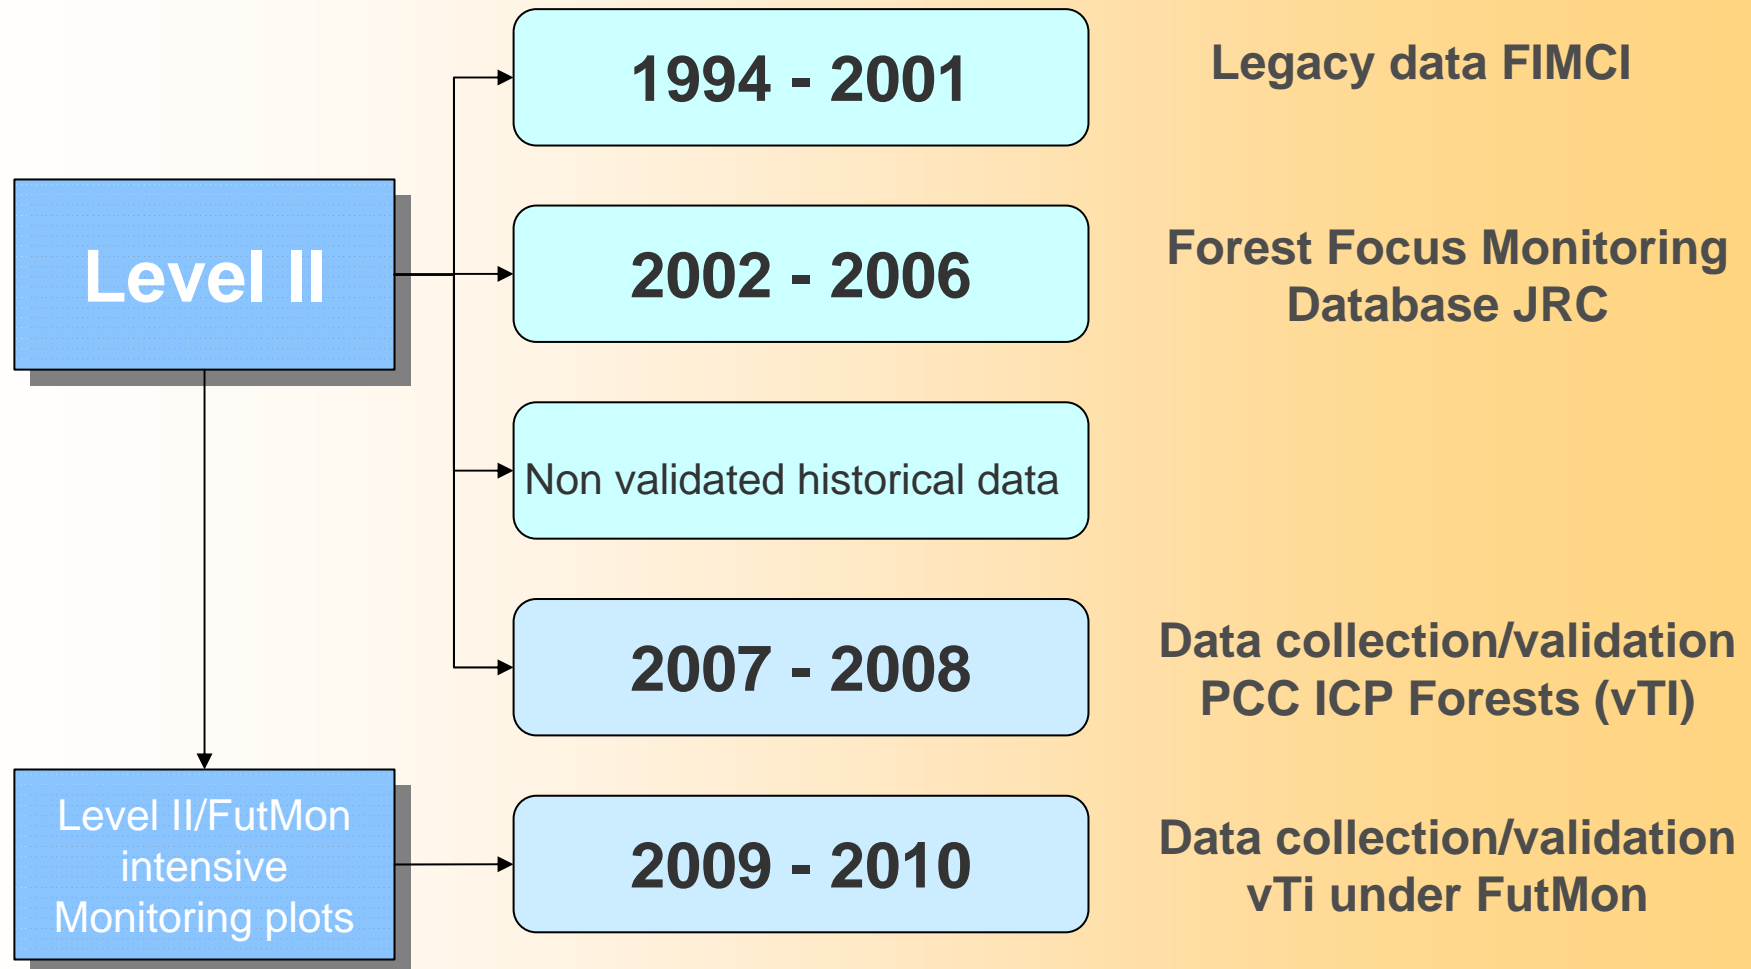 1994 - 2001
Legacy data FIMCI
Level II
2002 - 2006
Forest Focus Monitoring
Database JRC
Non validated historical data
2007 - 2008
Data collection/validation
PCC ICP Forests (vTI)
Level II/FutMon
intensive
Monitoring plots
2009 - 2010
Data collection/validation
vTi under FutMon